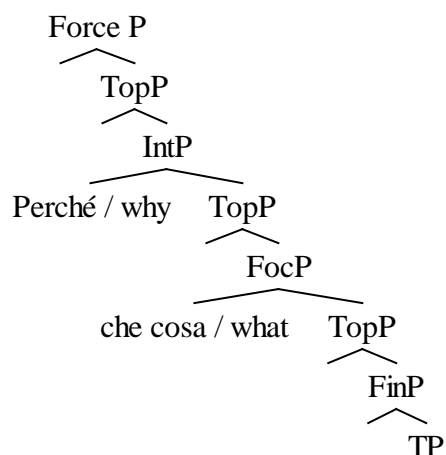 Force P
TopP
IntP
Perché / why TopP
FocP
che cosa / what TopP
FinP
TP